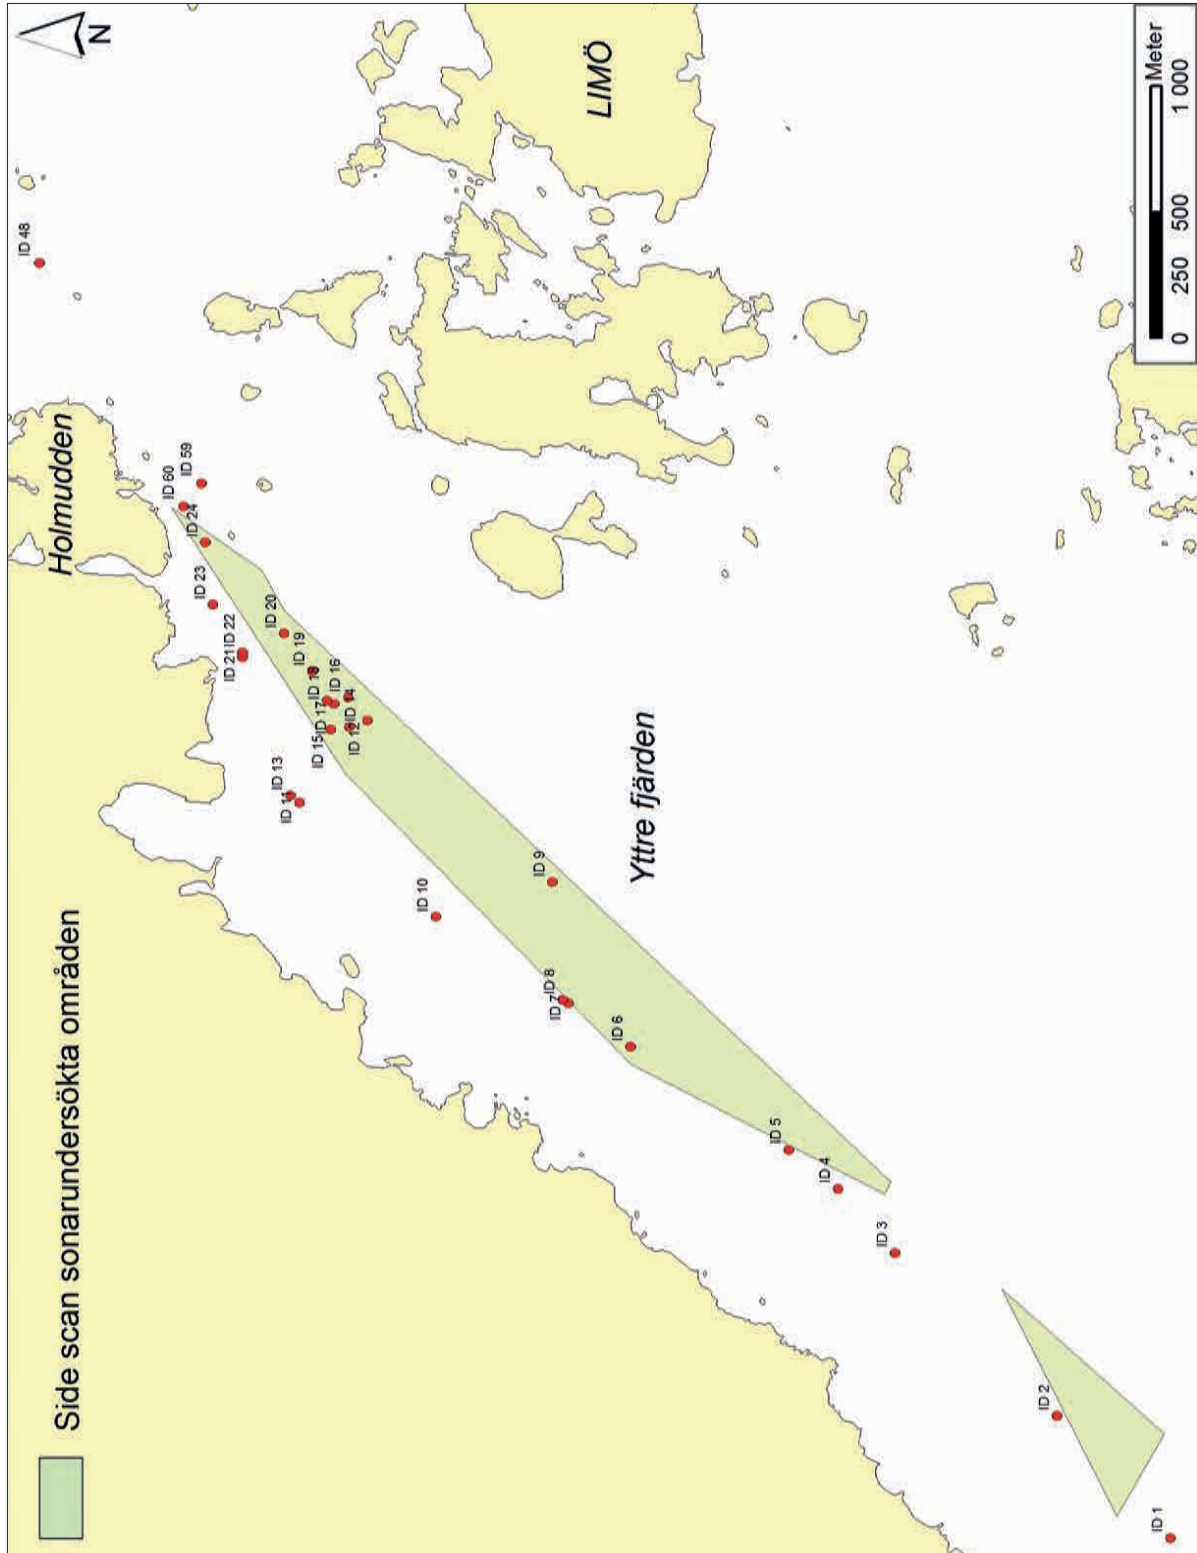 Side scan sonarundersökta områden
N
Holmudden
LIMÖ
Yttre fjärden
ID 48
ID 60
ID 59
ID 24
ID 23
ID 22
ID 21
ID 20
ID 19
ID 18
ID 16
ID 17
ID 14
ID 15
ID 12
ID 13
ID 11
ID 10
ID 9
ID 8
ID 7
ID 6
ID 5
ID 4
ID 3
ID 2
ID 1
Meter
0 250 500 1 000